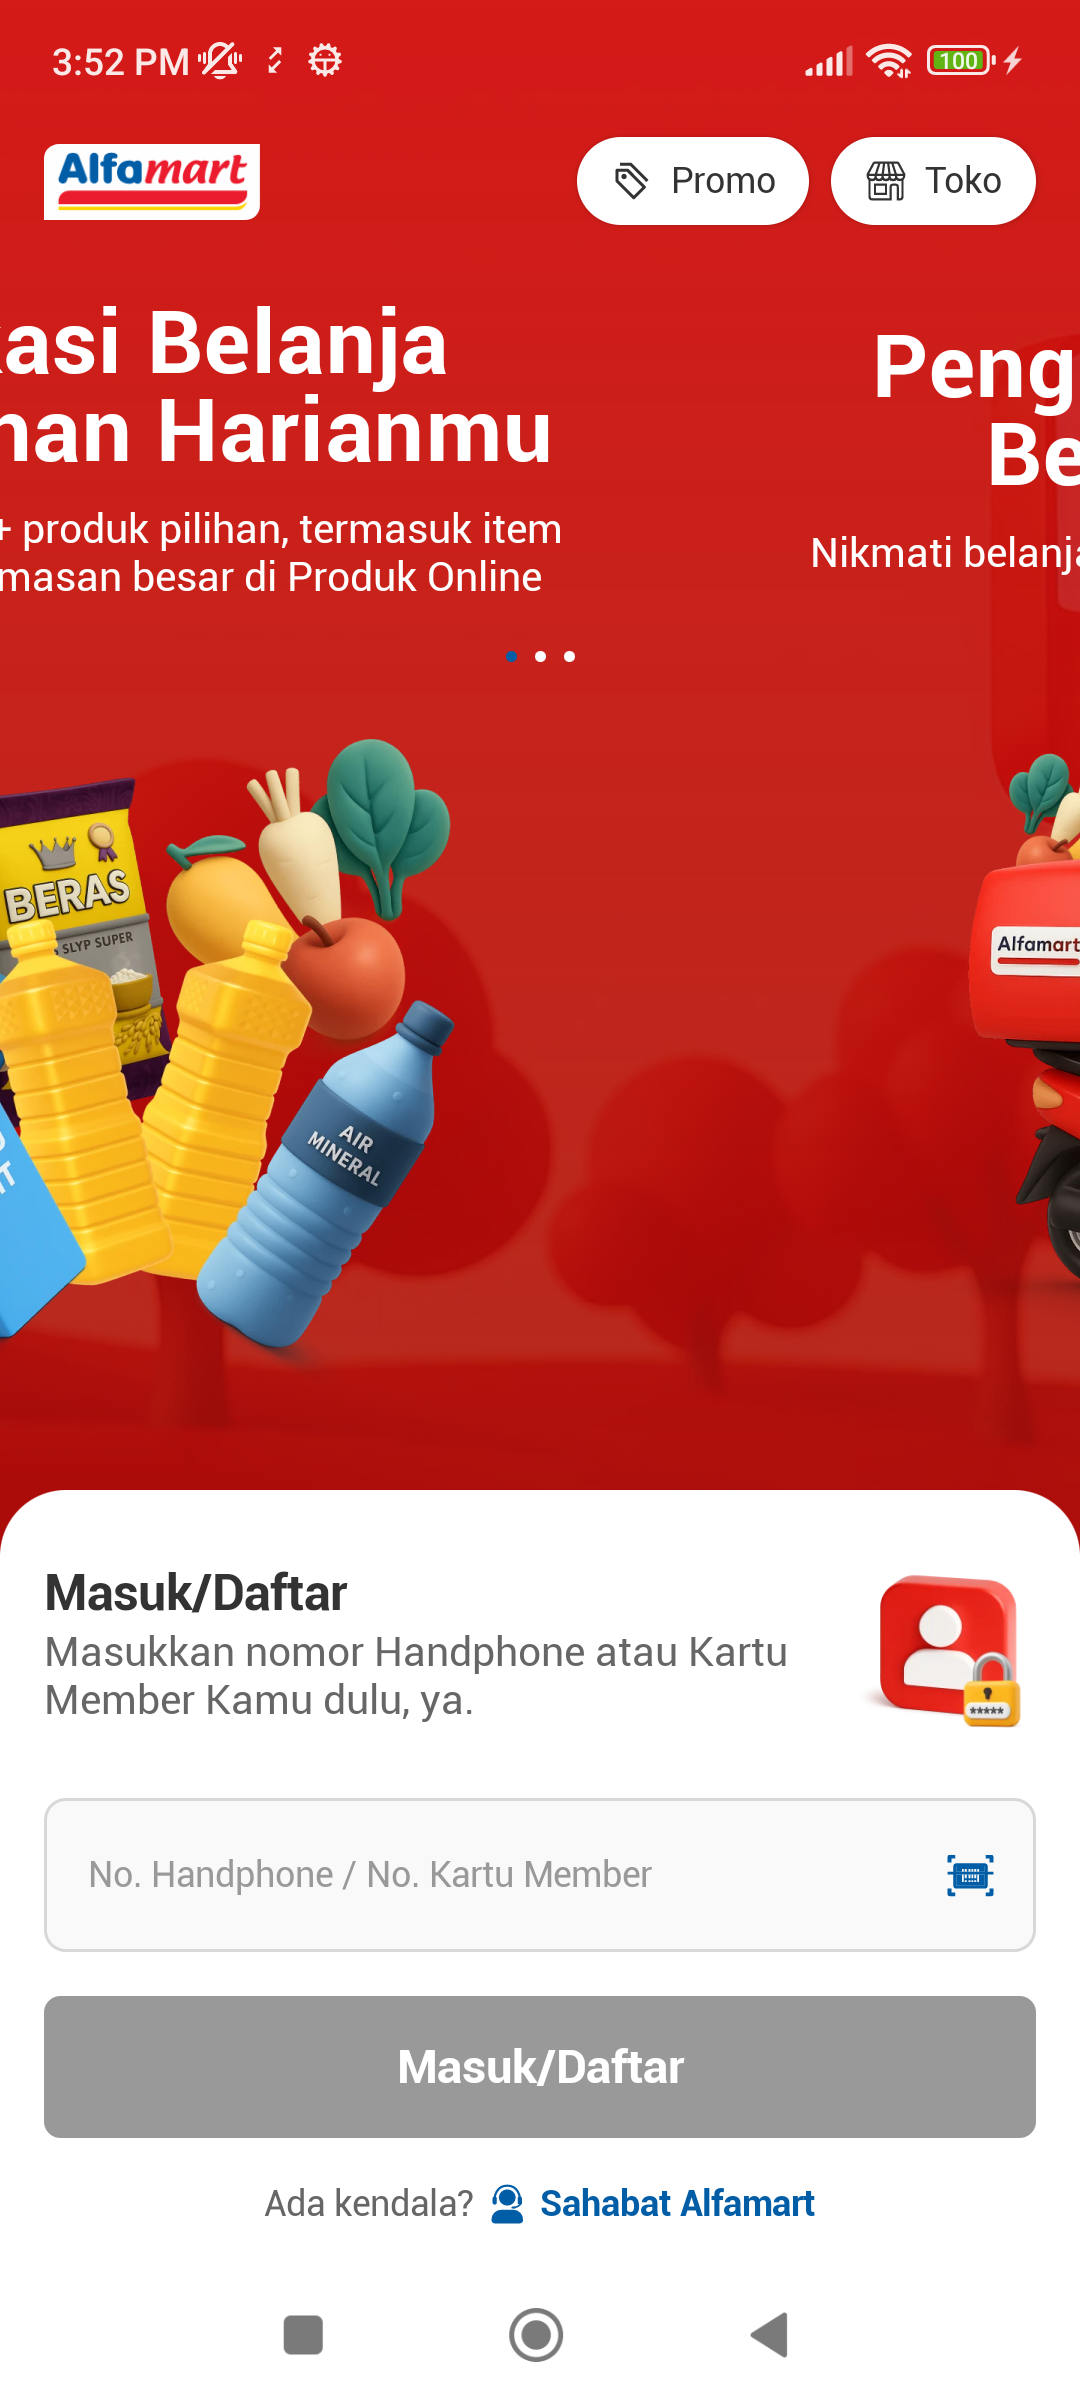 3:52 PM
100
Alfamart
Promo
Toko
asi Belanja
nan Harianmu
+ produk pilihan, termasuk item
masan besar di Produk Online
Peng
Be
Nikmati belanja
BERAS
SLYP SUPER
AIR
MINERAL
Alfamart
Masuk/Daftar
Masukkan nomor Handphone atau Kartu
Member Kamu dulu, ya.
*****
No. Handphone / No. Kartu Member
Masuk/Daftar
Ada kendala? Sahabat Alfamart